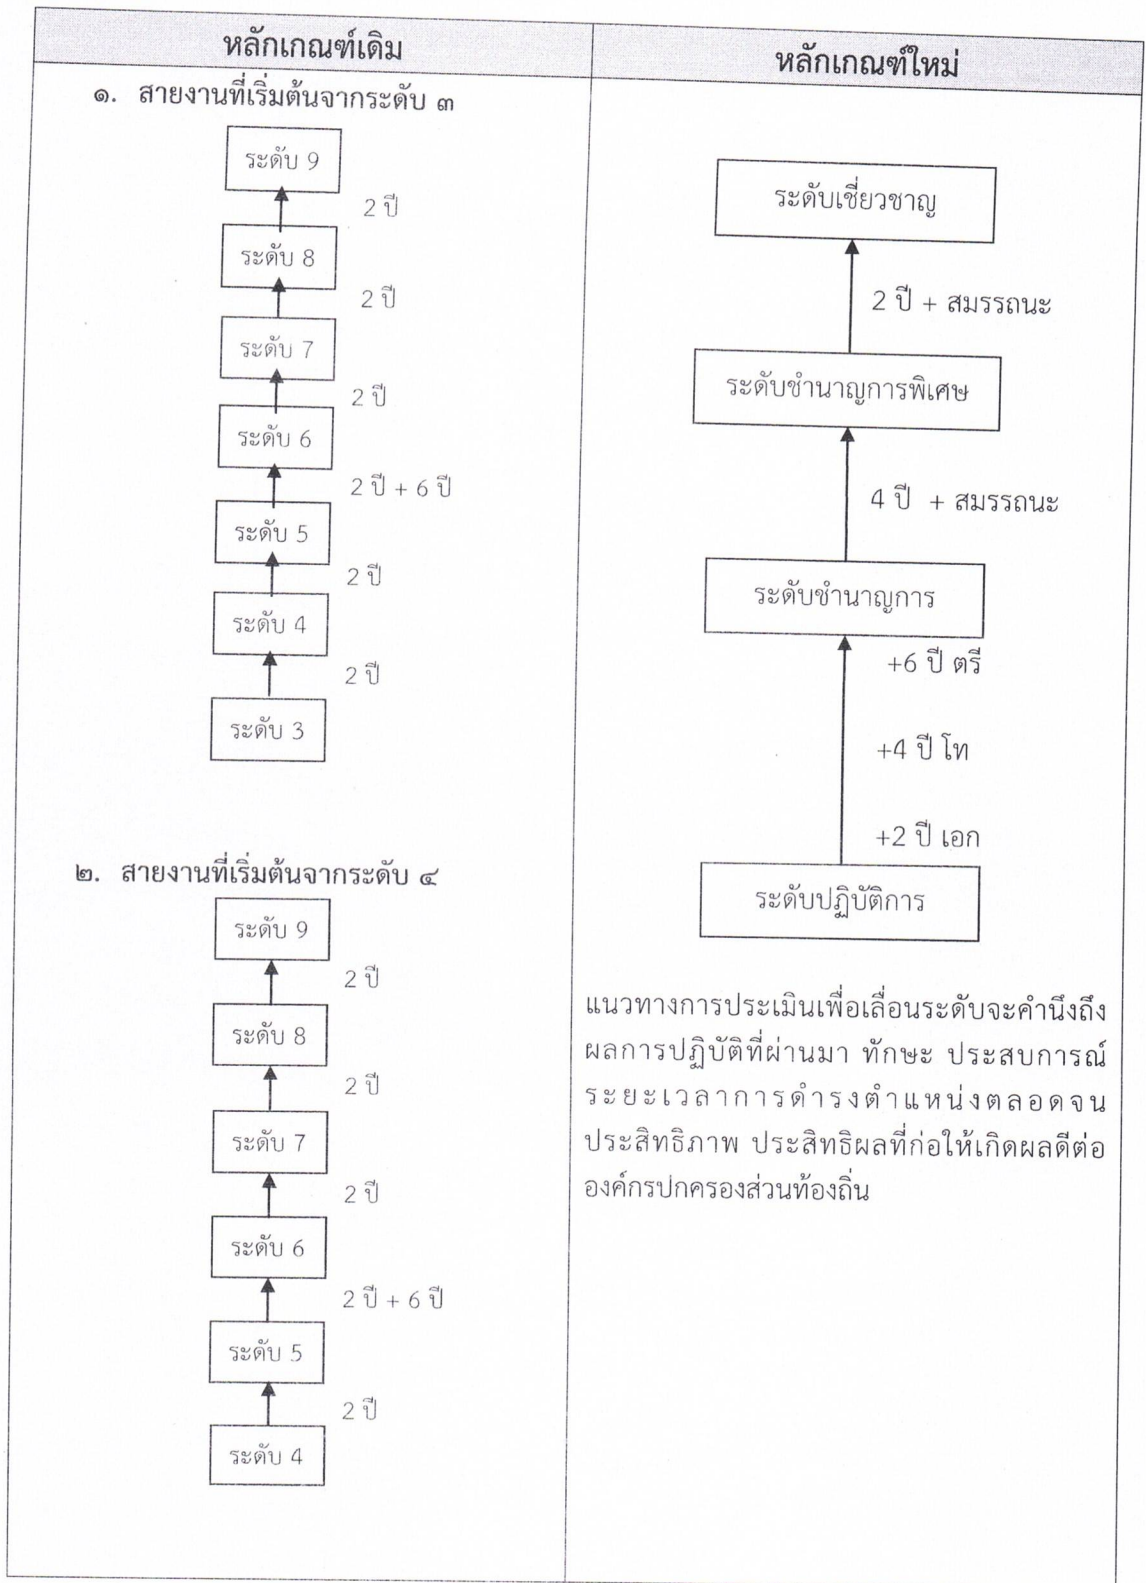 หลักเกณฑ์เดิม
หลักเกณฑ์ใหม่
๑. สายงานที่เริ่มต้นจากระดับ ๓
ระดับ 9
2 ปี
ระดับ 8
2 ปี
ระดับ 7
2 ปี
ระดับ 6
2 ปี + 6 ปี
ระดับ 5
2 ปี
ระดับ 4
2 ปี
ระดับ 3
๒. สายงานที่เริ่มต้นจากระดับ ๔
ระดับ 9
2 ปี
ระดับ 8
2 ปี
ระดับ 7
2 ปี
ระดับ 6
2 ปี + 6 ปี
ระดับ 5
2 ปี
ระดับ 4
ระดับเชี่ยวชาญ
2 ปี + สมรรถนะ
ระดับชำนาญการพิเศษ
4 ปี + สมรรถนะ
ระดับชำนาญการ
+6 ปี ตรี
+4 ปี โท
+2 ปี เอก
ระดับปฏิบัติการ
แนวทางการประเมินเพื่อเลื่อนระดับจะคำนึงถึง
ผลการปฏิบัติที่ผ่านมา ทักษะ ประสบการณ์
ระยะเวลาการดำรงตำแหน่งตลอดจน
ประสิทธิภาพ ประสิทธิผลที่ก่อให้เกิดผลดีต่อ
องค์กรปกครองส่วนท้องถิ่น